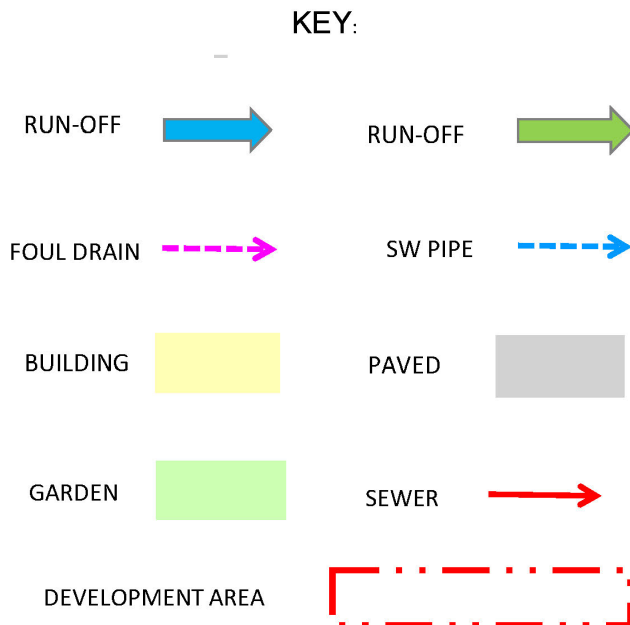 KEY:
RUN-OFF
RUN-OFF
FOUL DRAIN
SW PIPE
BUILDING
PAVED
GARDEN
SEWER
DEVELOPMENT AREA